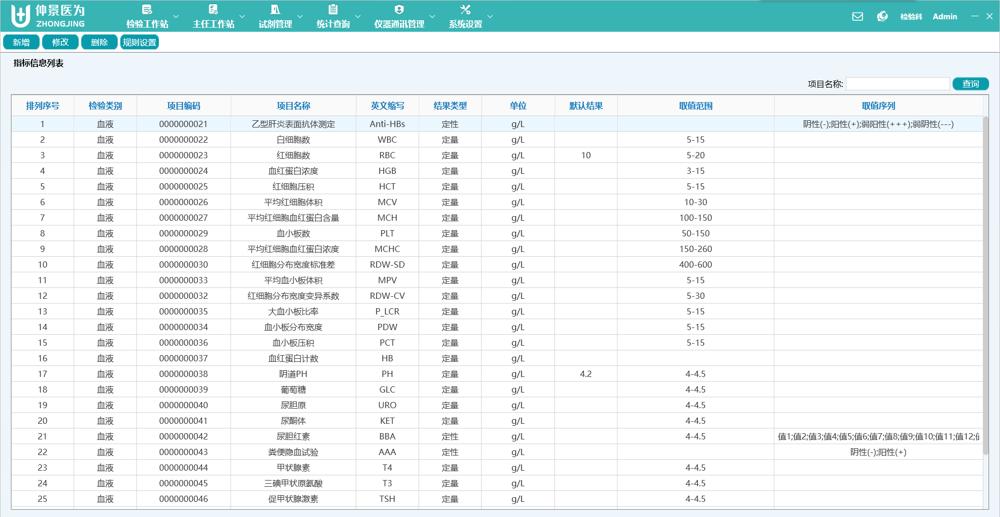 仲景医为
ZHONGJING
检验工作站 主任工作站 试剂管理 统计查询 仪器通讯管理 系统设置 检验科 Admin
新增 修改 删除 规则设置
指标信息列表
项目名称: 查询
排列序号 检验类别 项目编码 项目名称 英文缩写 结果类型 单位 默认结果 取值范围 取值序列
1 血液 0000000021 乙型肝炎表面抗体测定 Anti-HBs 定性 g/L 阴性(-);阳性(+);弱阳性(+++);弱阴性(---)
2 血液 0000000022 白细胞数 WBC 定量 g/L 5-15
3 血液 0000000023 红细胞数 RBC 定量 g/L 10 5-20
4 血液 0000000024 血红蛋白浓度 HGB 定量 g/L 3-15
5 血液 0000000025 红细胞压积 HCT 定量 g/L 5-15
6 血液 0000000026 平均红细胞体积 MCV 定量 g/L 10-30
7 血液 0000000027 平均红细胞血红蛋白含量 MCH 定量 g/L 100-150
8 血液 0000000029 血小板数 PLT 定量 g/L 50-150
9 血液 0000000028 平均红细胞血红蛋白浓度 MCHC 定量 g/L 150-260
10 血液 0000000030 红细胞分布宽度标准差 RDW-SD 定量 g/L 400-600
11 血液 0000000033 平均血小板体积 MPV 定量 g/L 5-15
12 血液 0000000032 红细胞分布宽度变异系数 RDW-CV 定量 g/L 5-30
13 血液 0000000035 大血小板比率 P_LCR 定量 g/L 5-15
14 血液 0000000034 血小板分布宽度 PDW 定量 g/L 5-15
15 血液 0000000036 血小板压积 PCT 定量 g/L 5-15
16 血液 0000000037 血红蛋白计数 HB 定量 g/L
17 血液 0000000038 阴道PH PH 定量 g/L 4.2 4-4.5
18 血液 0000000039 葡萄糖 GLC 定量 g/L 4-4.5
19 血液 0000000040 尿胆原 URO 定量 g/L 4-4.5
20 血液 0000000041 尿酮体 KET 定量 g/L 4-4.5
21 血液 0000000042 尿胆红素 BBA 定性 g/L 4-4.5 值1;值2;值3;值4;值5;值6;值7;值8;值9;值10;值11;值12;
22 血液 0000000043 粪便隐血试验 AAA 定性 g/L 阴性(-);阳性(+)
23 血液 0000000044 甲状腺素 T4 定量 g/L 4-4.5
24 血液 0000000045 三碘甲状原氨酸 T3 定量 g/L 4-4.5
25 血液 0000000046 促甲状腺激素 TSH 定量 g/L 4-4.5